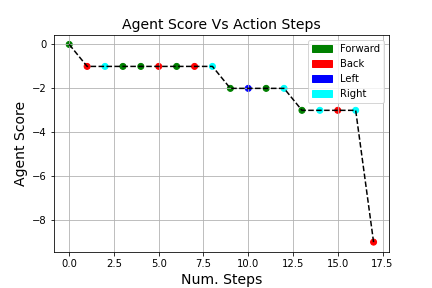 Agent Score Vs Action Steps
Agent Score
0
−2
−4
−6
−8
Forward
Back
Left
Right
0.0 2.5 5.0 7.5 10.0 12.5 15.0 17.5
Num. Steps